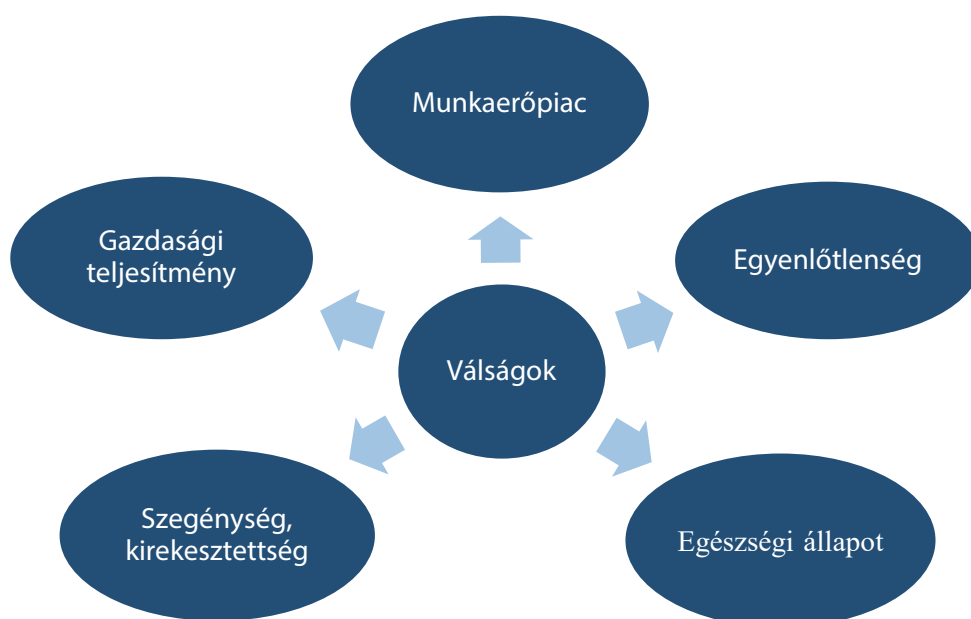 Munkaerőpiac
Gazdasági
teljesítmény
Egyenlőtlenség
Válságok
Szegénység,
kirekesztettség
Egészségi állapot